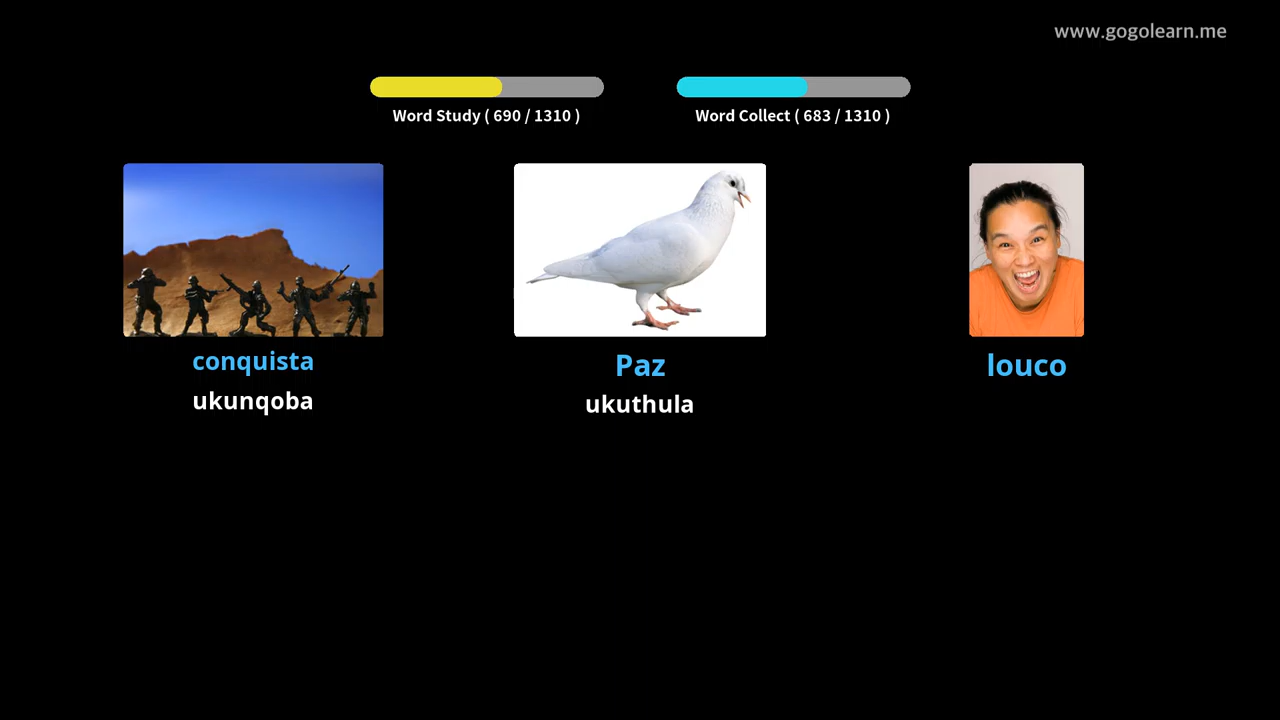 www.gogolearn.me
Word Study ( 690 / 1310 )
Word Collect ( 683 / 1310 )
conquista
ukunqoba
Paz
ukuthula
louco